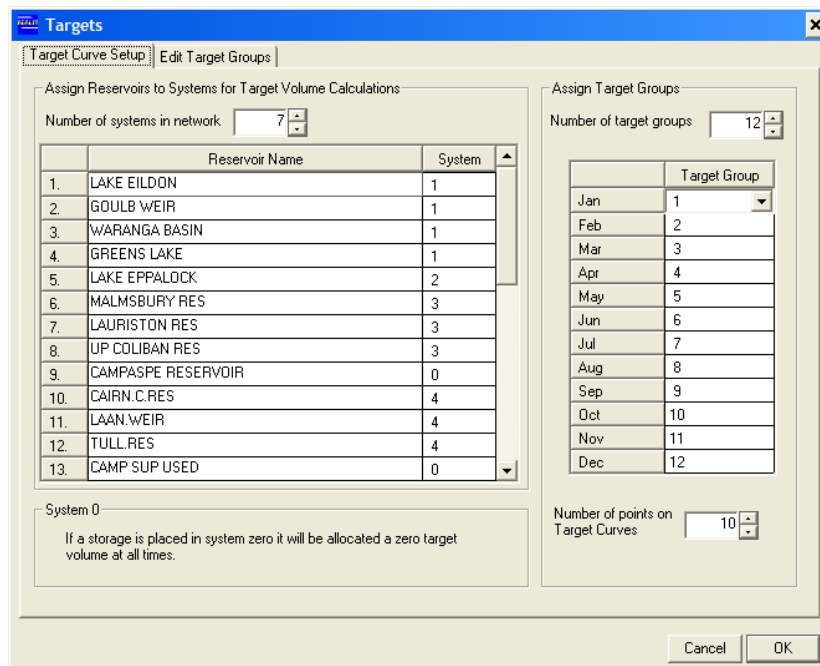 Targets
Target Curve Setup
Edit Target Groups
Assign Reservoirs to Systems for Target Volume Calculations
Number of systems in network 7
Reservoir Name System
1. LAKE EILDON 1
2. GOULB WEIR 1
3. WARANGA BASIN 1
4. GREENS LAKE 1
5. LAKE EPPALOCK 2
6. MALMSBURY RES 3
7. LAURISTON RES 3
8. UP COLIBAN RES 3
9. CAMPASPE RESERVOIR 0
10. CAIRN.C.RES 4
11. LAAN.WEIR 4
12. TULL.RES 4
13. CAMP SUP USED 0
System 0
If a storage is placed in system zero it will be allocated a zero target
volume at all times.
Assign Target Groups
Number of target groups 12
Target Group
Jan 1
Feb 2
Mar 3
Apr 4
May 5
Jun 6
Jul 7
Aug 8
Sep 9
Oct 10
Nov 11
Dec 12
Number of points on
Target Curves 10
Cancel
OK